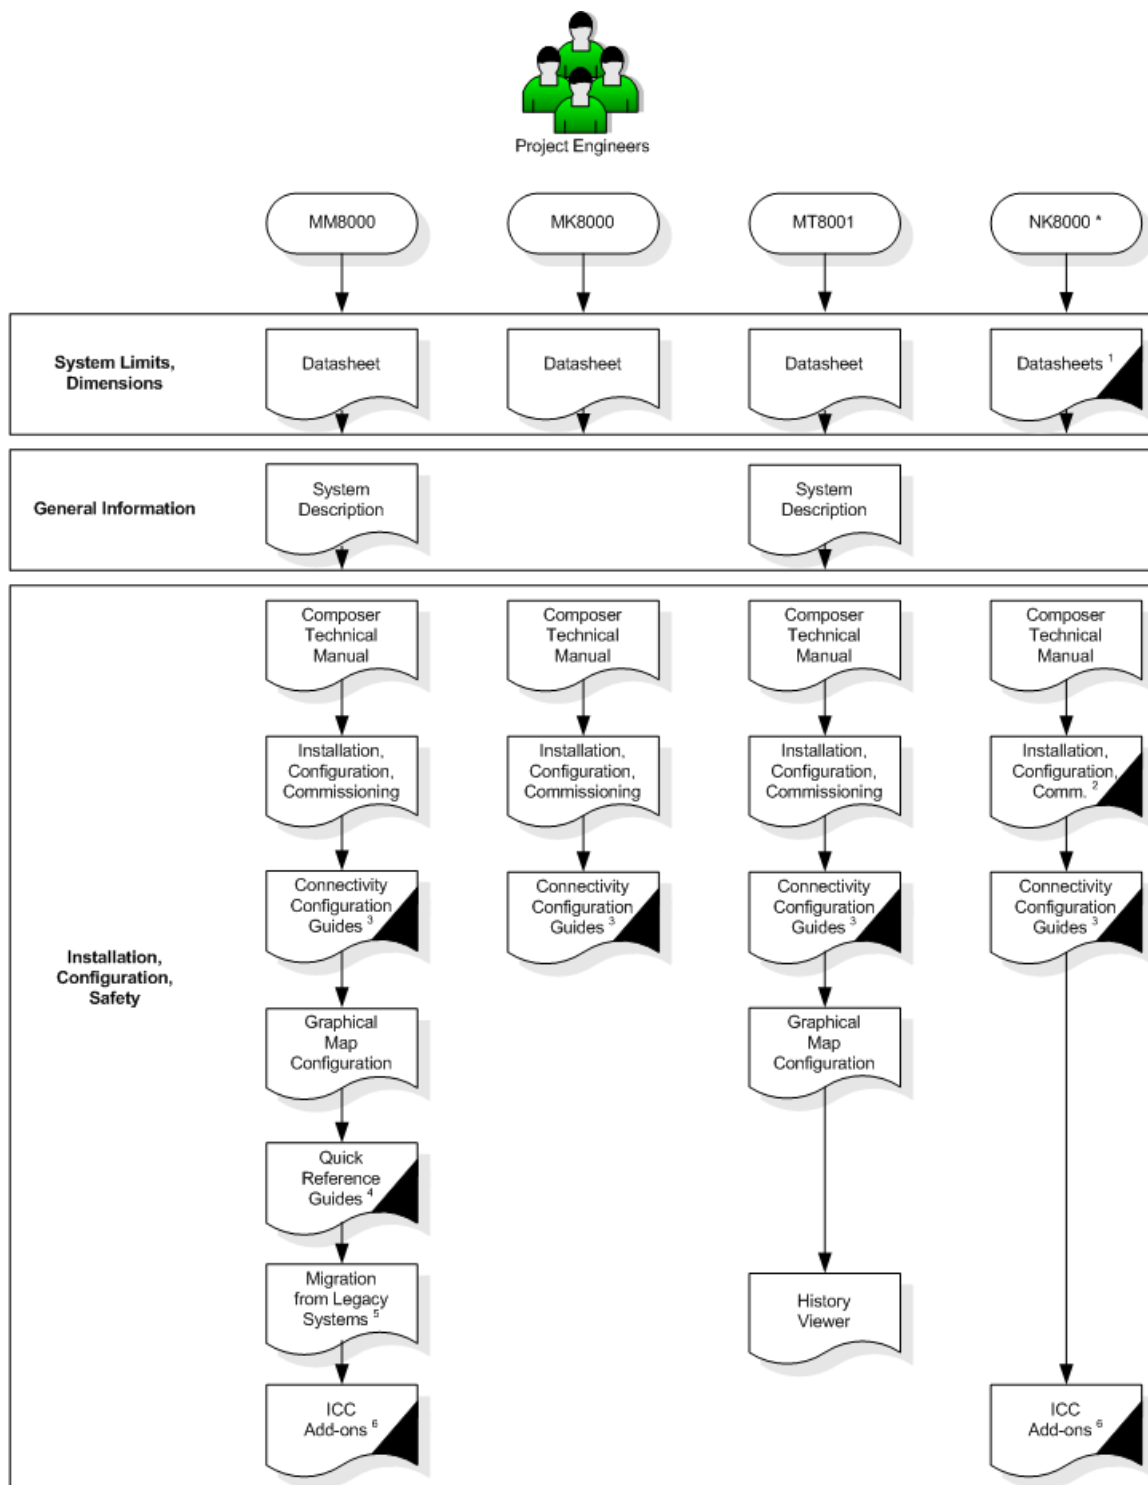 Project Engineers
MM8000
MK8000
MT8001
NK8000 *
System Limits,
Dimensions
Datasheet
Datasheet
Datasheet
Datasheets 1
General Information
System
Description
System
Description
Installation,
Configuration,
Safety
Composer
Technical
Manual
Composer
Technical
Manual
Composer
Technical
Manual
Composer
Technical
Manual
Installation,
Configuration,
Commissioning
Installation,
Configuration,
Commissioning
Installation,
Configuration,
Commissioning
Installation,
Configuration,
Comm. 2
Connectivity
Configuration
Guides 3
Connectivity
Configuration
Guides 3
Connectivity
Configuration
Guides 3
Connectivity
Configuration
Guides 3
Graphical
Map
Configuration
Graphical
Map
Configuration
Quick
Reference
Guides 4
Migration
from Legacy
Systems 5
History
Viewer
ICC
Add-ons 6
ICC
Add-ons 6